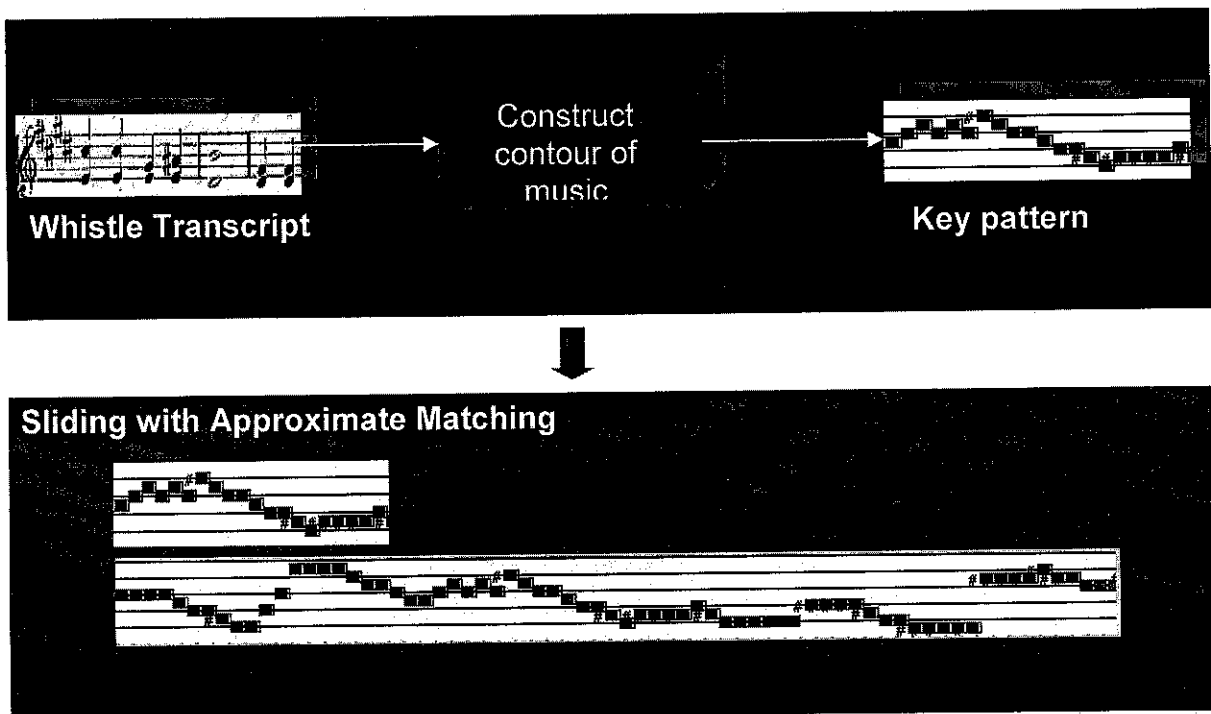 Construct
contour of
music
Whistle Transcript
Key pattern
Sliding with Approximate Matching